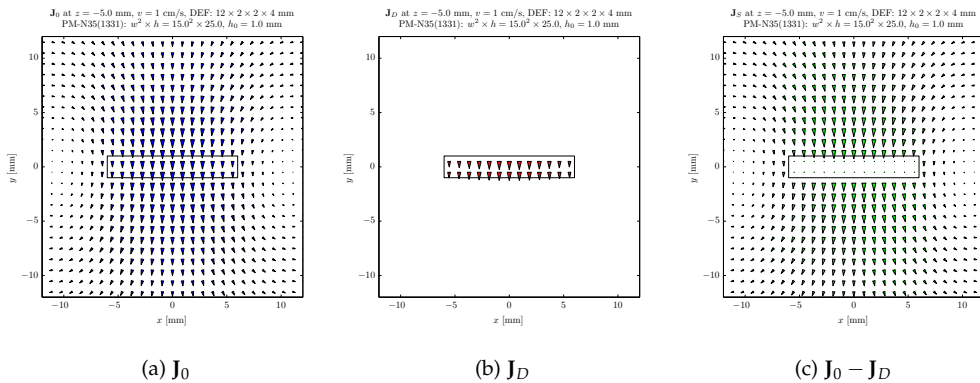 J₀ at z = −5.0 mm, v = 1 cm/s, DEF: 12 × 2 × 2 × 4 mm
PM-N35(1331): w² × h = 15.0² × 25.0, h₀ = 1.0 mm
10
5
0
−5
−10
y [mm]
−10 −5 0 5 10
x [mm]
(a) J₀
J_D at z = −5.0 mm, v = 1 cm/s, DEF: 12 × 2 × 2 × 4 mm
PM-N35(1331): w² × h = 15.0² × 25.0, h₀ = 1.0 mm
10
5
0
−5
−10
y [mm]
−10 −5 0 5 10
x [mm]
(b) J_D
J_S at z = −5.0 mm, v = 1 cm/s, DEF: 12 × 2 × 2 × 4 mm
PM-N35(1331): w² × h = 15.0² × 25.0, h₀ = 1.0 mm
10
5
0
−5
−10
y [mm]
−10 −5 0 5 10
x [mm]
(c) J₀ − J_D